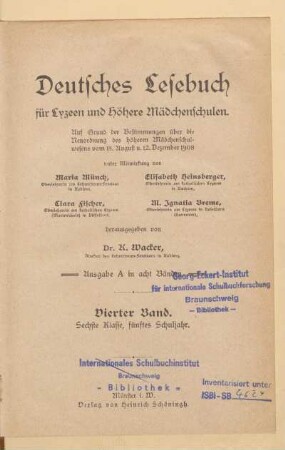 Deutsches Lesebuch
für Lyzeen und Höhere Mädchenschulen.
Auf Grund der Bestimmungen über die
Neuordnung des höheren Mädchenschul-
wesens vom 18. August u. 12. Dezember 1908
unter Mitwirkung von
Maria Münch, Elisabeth Heinsberger,
Clara Fischer, M. Ignatia Breme,
herausgegeben von
Dr. K. Wacker,
Ausgabe A in acht Bänden
Georg-Eckert-Institut
für internationale Schulbuchforschung
Braunschweig
- Bibliothek -
Vierter Band.
Sechste Klasse, fünftes Schuljahr.
Internationales Schulbuchinstitut
Braunschweig
- Bibliothek -
Inventarisiert unter
ISBI-SB
Münster i. W.
Verlag von Heinrich Schöningh.